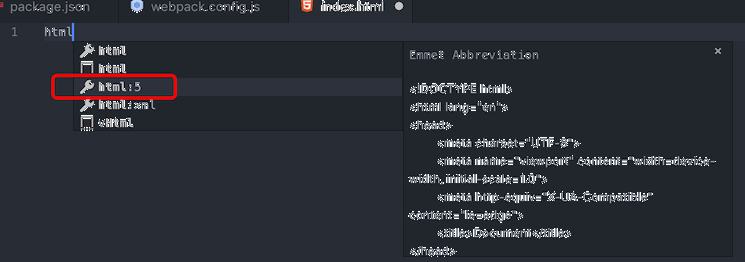 package.json
webpack.config.js
index.html
1
html
html
html
html:5
html:xml
Emmet Abbreviation
×
<!DOCTYPE html>
<html lang="en">
<head>
<meta charset="UTF-8">
<meta name="viewport" content="width=device-
width, initial-scale=1.0">
<meta http-equiv="X-UA-Compatible"
content="ie=edge">
<title>Document</title>
</head>